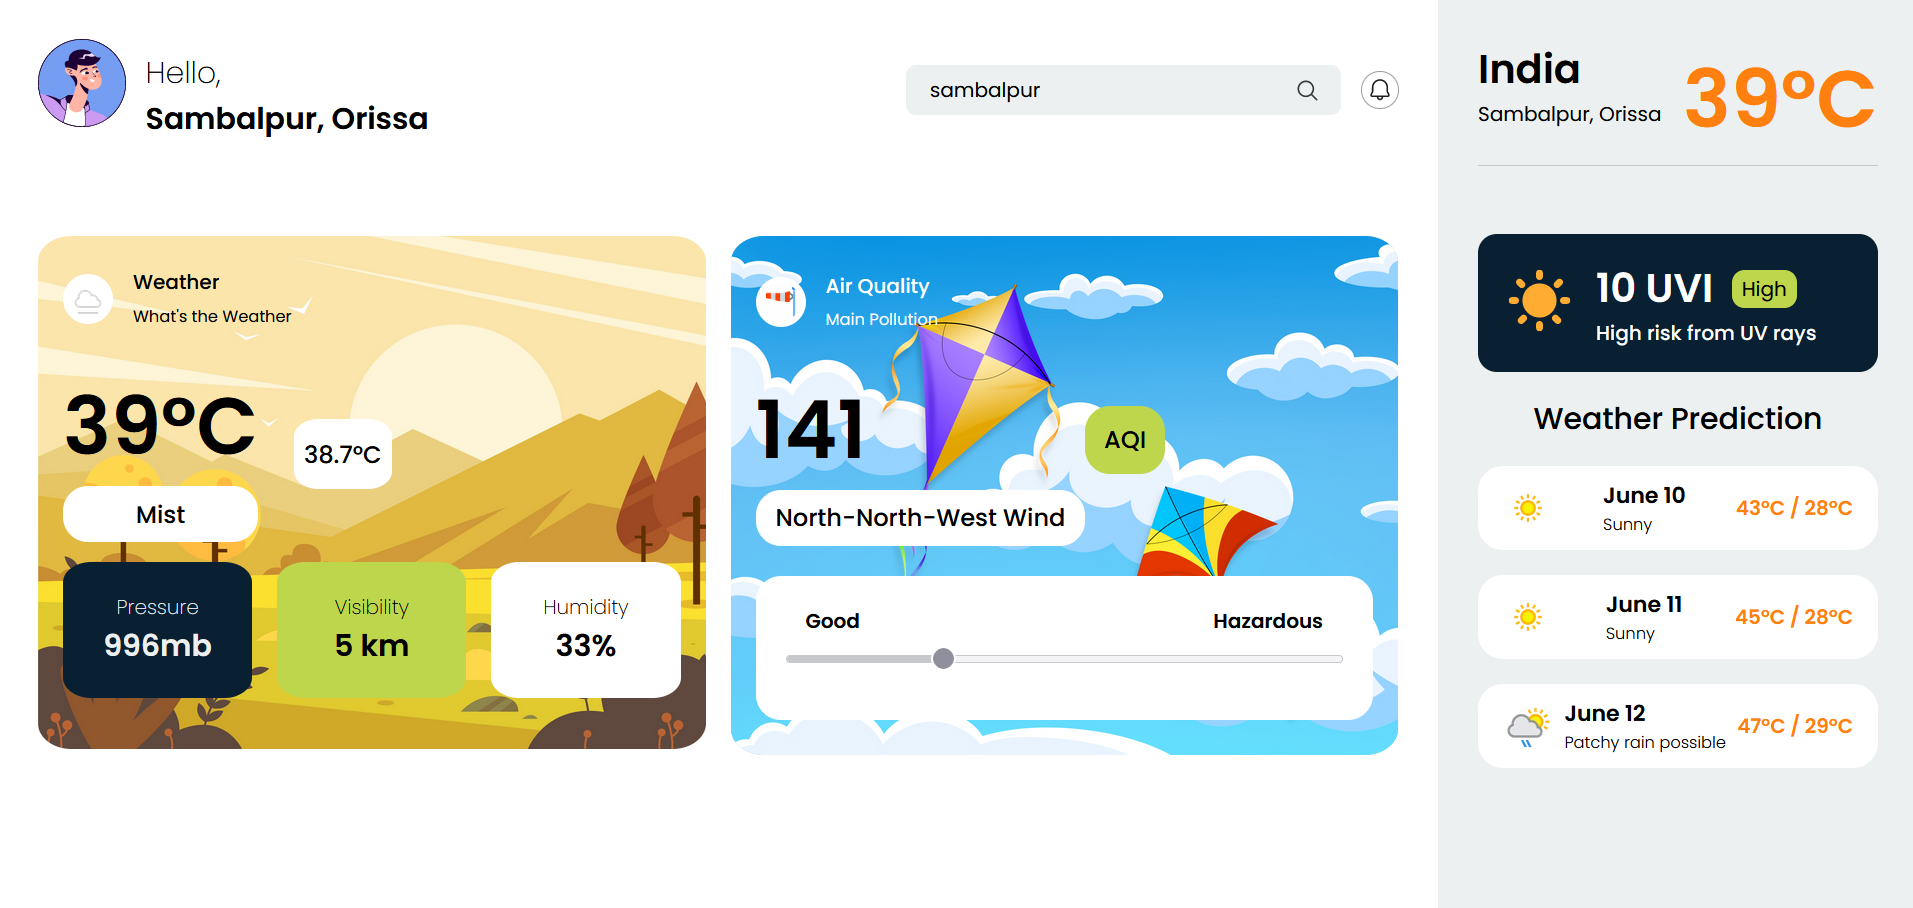 Hello,
Sambalpur, Orissa
sambalpur
Weather
What's the Weather
39°C
38.7°C
Mist
Pressure
996mb
Visibility
5 km
Humidity
33%
Air Quality
Main Pollution
141
AQI
North-North-West Wind
Good
Hazardous
India
Sambalpur, Orissa
39°C
10 UVI
High
High risk from UV rays
Weather Prediction
June 10
Sunny
43°C / 28°C
June 11
Sunny
45°C / 28°C
June 12
Patchy rain possible
47°C / 29°C